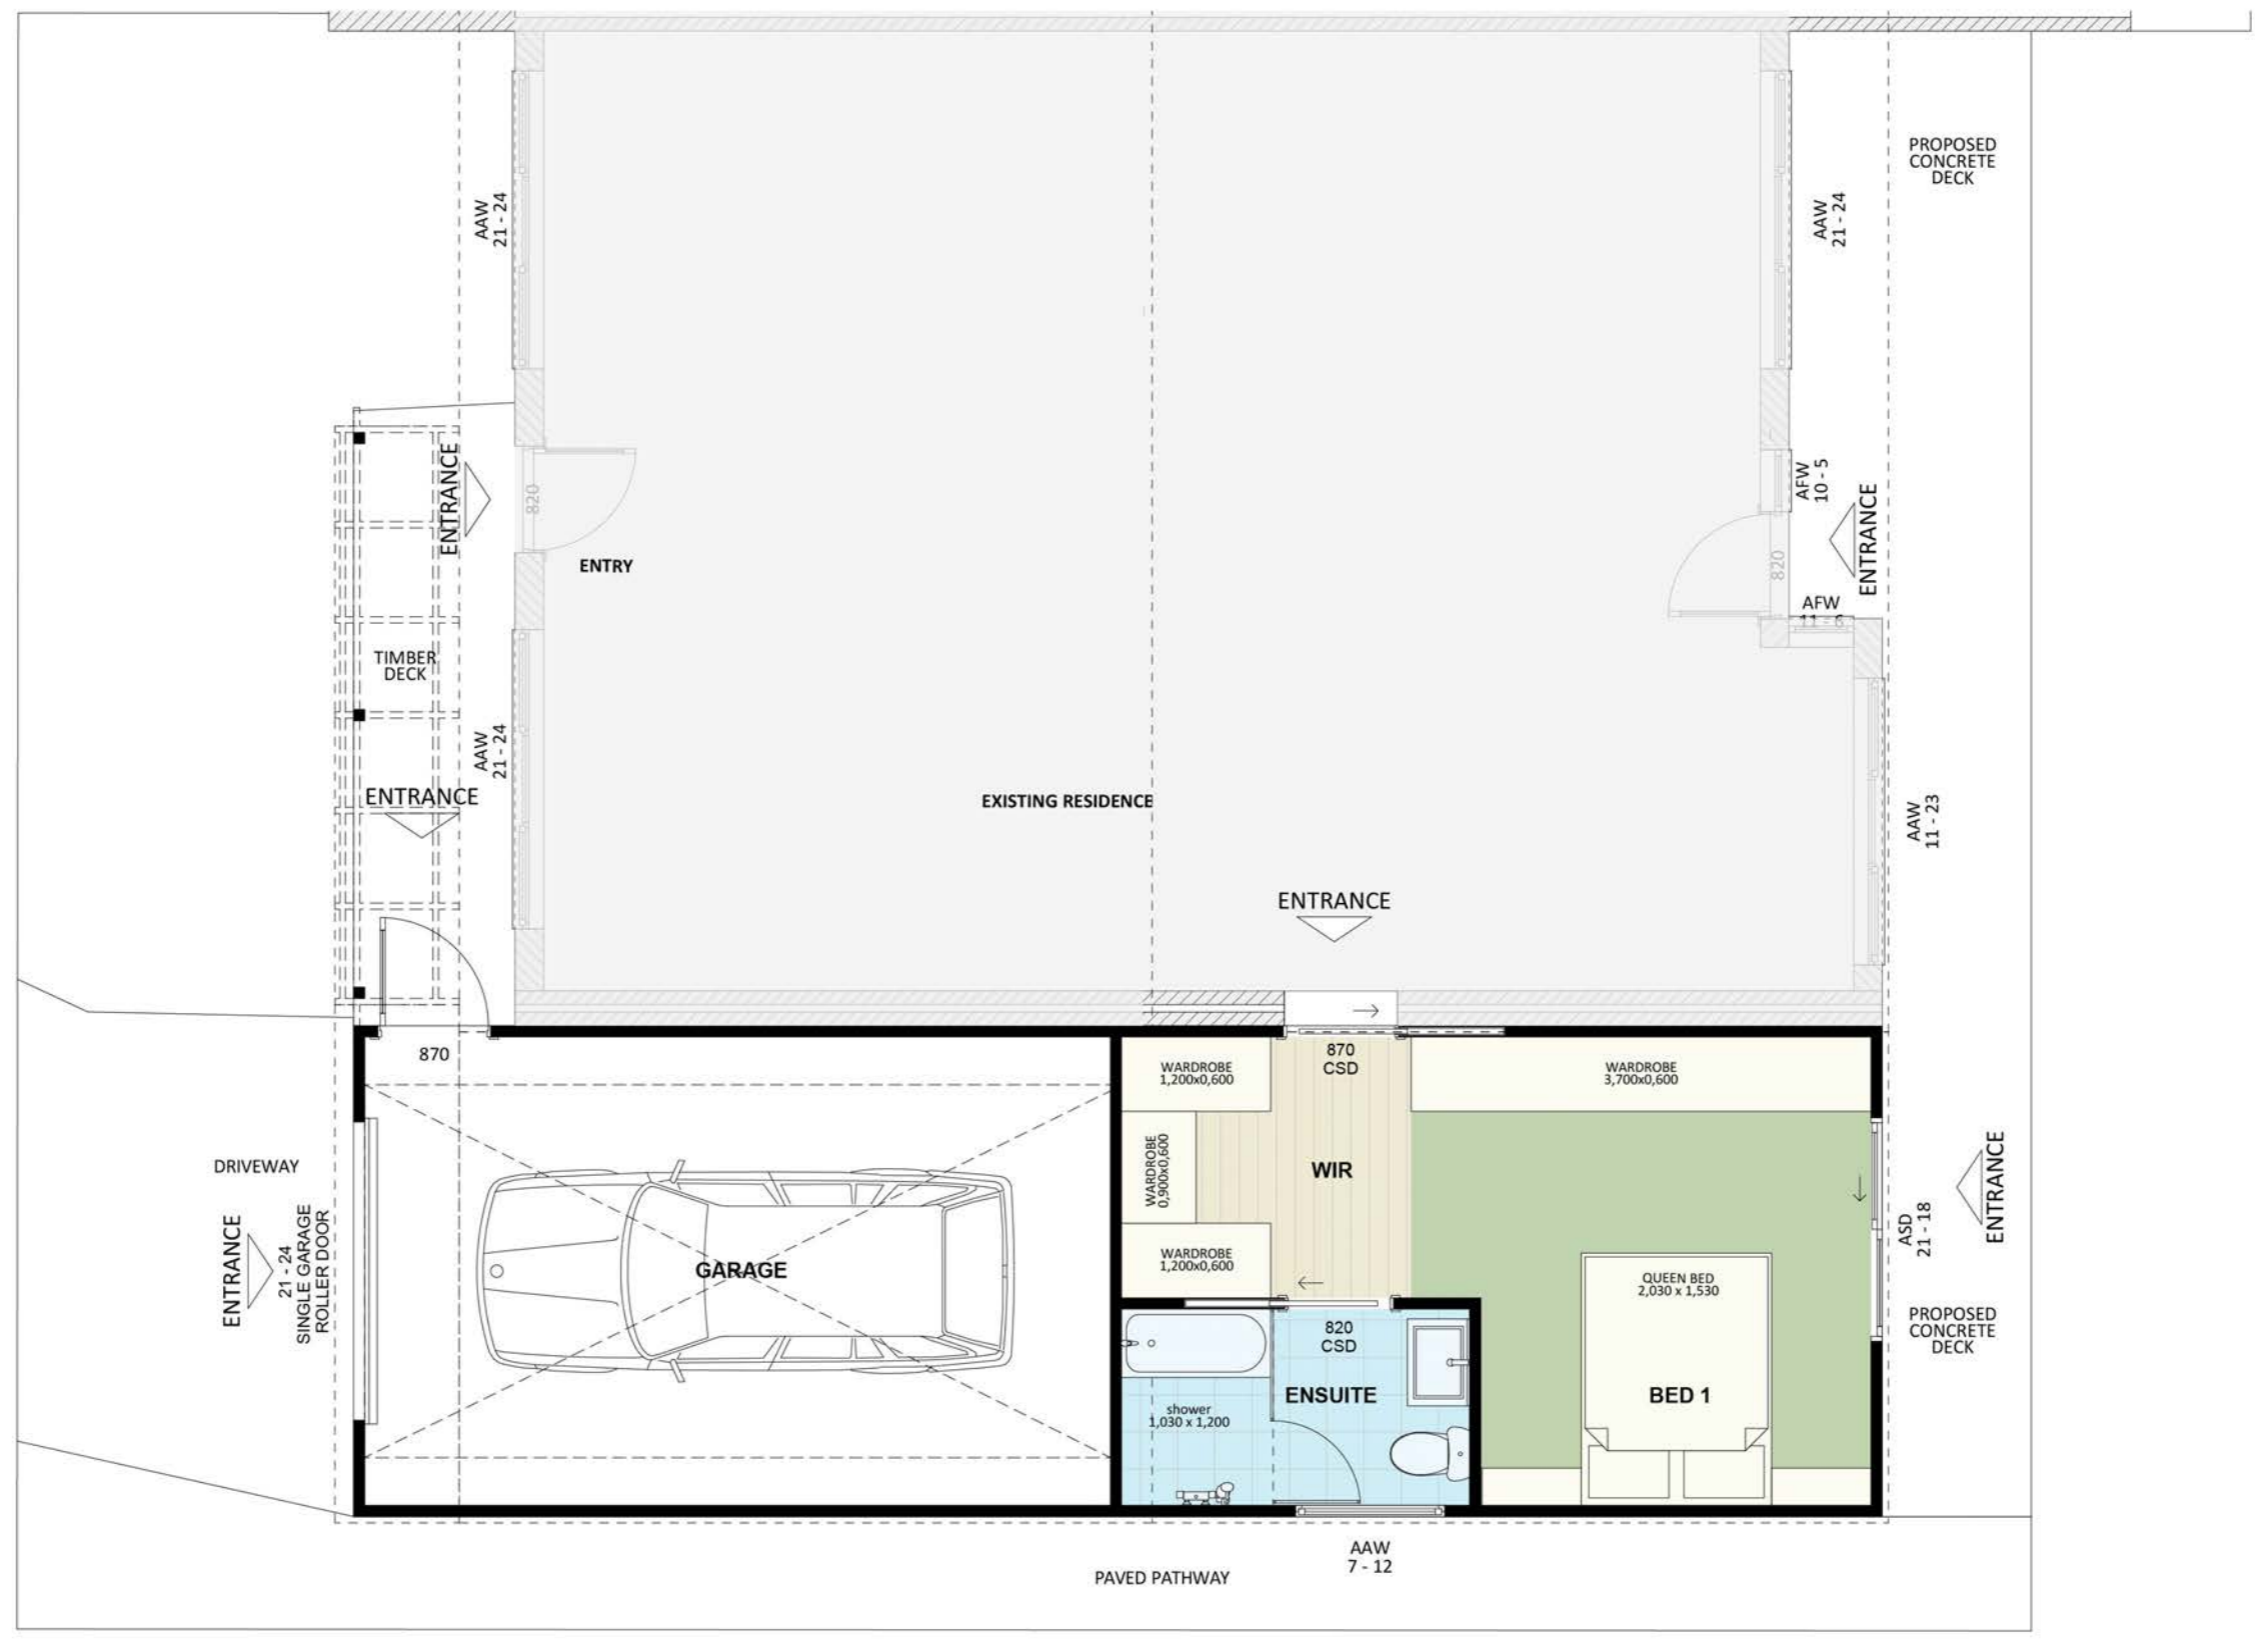 PROPOSED
CONCRETE
DECK
AAW
21 - 24
AAW
21 - 24
ENTRANCE
820
ENTRY
AFW
10 - 5
ENTRANCE
820
AFW
11 - 6
TIMBER
DECK
AAW
21 - 24
ENTRANCE
EXISTING RESIDENCE
AAW
11 - 23
ENTRANCE
870
870
CSD
WARDROBE
1,200x0,600
WARDROBE
3,700x0,600
WARDROBE
0,900x0,600
WIR
DRIVEWAY
ENTRANCE
21 - 24
SINGLE GARAGE
ROLLER DOOR
GARAGE
WARDROBE
1,200x0,600
QUEEN BED
2,030 x 1,530
ASD
21 - 18
ENTRANCE
PROPOSED
CONCRETE
DECK
820
CSD
ENSUITE
BED 1
shower
1,030 x 1,200
AAW
7 - 12
PAVED PATHWAY